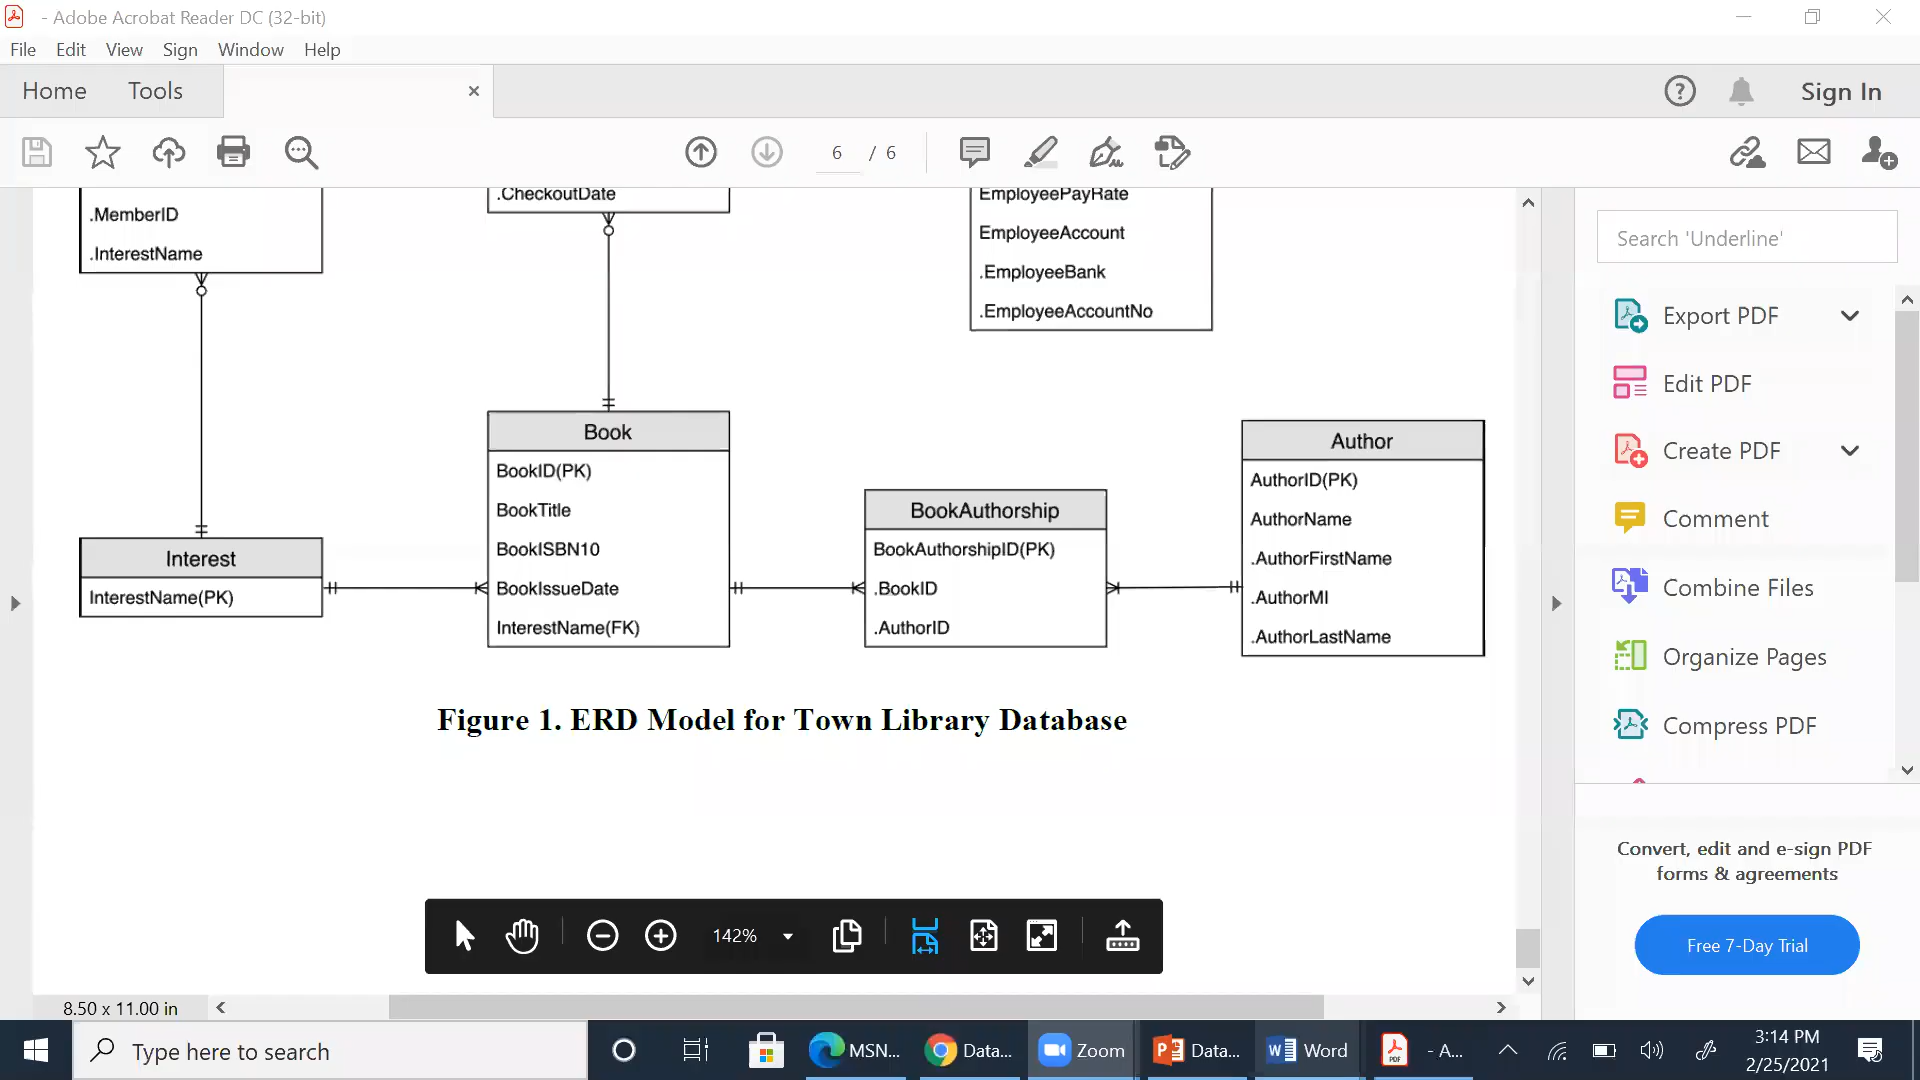 - Adobe Acrobat Reader DC (32-bit)
File Edit View Sign Window Help
Home Tools
Sign In
6 / 6
.MemberID
.InterestName
.CheckoutDate
EmployeePayRate
EmployeeAccount
.EmployeeBank
.EmployeeAccountNo
Interest
InterestName(PK)
Book
BookID(PK)
BookTitle
BookISBN10
BookIssueDate
InterestName(FK)
BookAuthorship
BookAuthorshipID(PK)
.BookID
.AuthorID
Author
AuthorID(PK)
AuthorName
.AuthorFirstName
.AuthorMI
.AuthorLastName
Figure 1. ERD Model for Town Library Database
142%
8.50 x 11.00 in
Search 'Underline'
Export PDF
Edit PDF
Create PDF
Comment
Combine Files
Organize Pages
Compress PDF
Convert, edit and e-sign PDF
forms & agreements
Free 7-Day Trial
Type here to search
MSN...
Data...
Zoom
Data...
Word
- A...
3:14 PM
2/25/2021